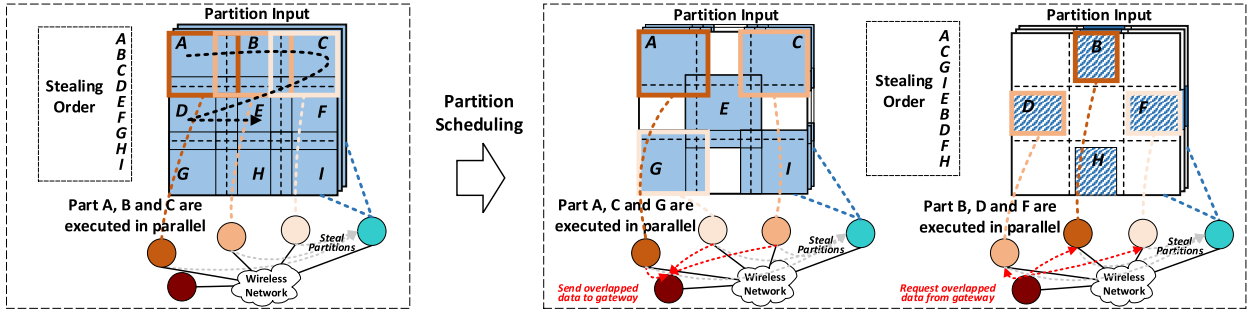 Partition Input
Stealing
Order
A
B
C
D
E
F
G
H
I
A
B
C
D
E
F
G
H
I
Part A, B and C are
executed in parallel
Steal
Partitions
Wireless
Network
Partition
Scheduling
Partition Input
A
C
E
G
I
Part A, C and G are
executed in parallel
Steal
Partitions
Wireless
Network
Send overlapped
data to gateway
Stealing
Order
A
C
G
I
E
B
D
F
H
Partition Input
B
D
F
H
Part B, D and F are
executed in parallel
Steal
Partitions
Wireless
Network
Request overlapped
data from gateway